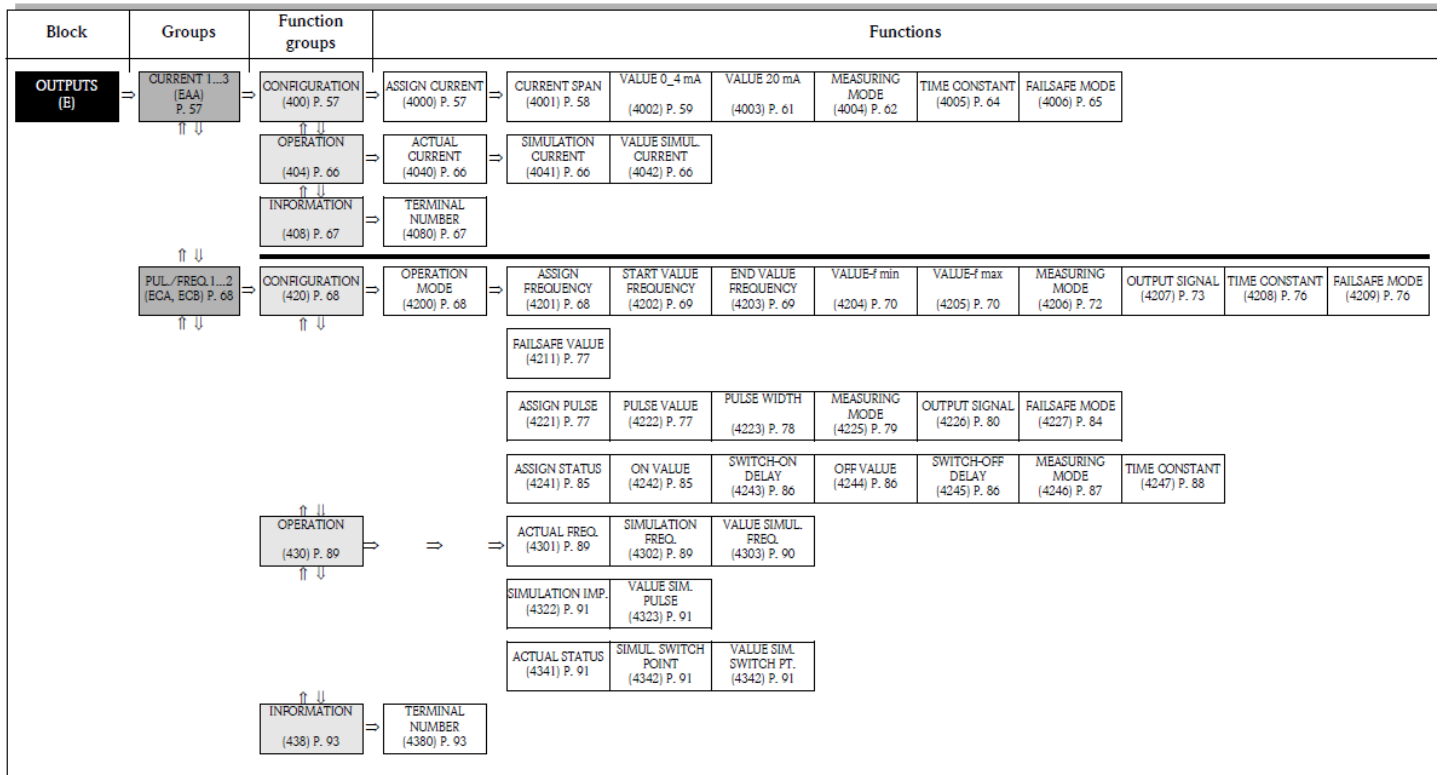 Block
Groups
Function
groups
Functions
OUTPUTS
(E)
⇒
CURRENT 1...3
(EAA)
P. 57
⇒
CONFIGURATION
(400) P. 57
⇒
ASSIGN CURRENT
(4000) P. 57
⇒
CURRENT SPAN
(4001) P. 58
VALUE 0_4 mA
(4002) P. 59
VALUE 20 mA
(4003) P. 61
MEASURING
MODE
(4004) P. 62
TIME CONSTANT
(4005) P. 64
FAILSAFE MODE
(4006) P. 65
⇑ ⇓
⇑ ⇓
OPERATION
(404) P. 66
⇒
ACTUAL
CURRENT
(4040) P. 66
⇒
SIMULATION
CURRENT
(4041) P. 66
VALUE SIMUL.
CURRENT
(4042) P. 66
⇑ ⇓
INFORMATION
(408) P. 67
⇒
TERMINAL
NUMBER
(4080) P. 67
⇑ ⇓
PUL./FREQ.1...2
(ECA, ECB) P. 68
⇒
CONFIGURATION
(420) P. 68
⇒
OPERATION
MODE
(4200) P. 68
⇒
ASSIGN
FREQUENCY
(4201) P. 68
START VALUE
FREQUENCY
(4202) P. 69
END VALUE
FREQUENCY
(4203) P. 69
VALUE-f min
(4204) P. 70
VALUE-f max
(4205) P. 70
MEASURING
MODE
(4206) P. 72
OUTPUT SIGNAL
(4207) P. 73
TIME CONSTANT
(4208) P. 76
FAILSAFE MODE
(4209) P. 76
⇑ ⇓
⇑ ⇓
FAILSAFE VALUE
(4211) P. 77
ASSIGN PULSE
(4221) P. 77
PULSE VALUE
(4222) P. 77
PULSE WIDTH
(4223) P. 78
MEASURING
MODE
(4225) P. 79
OUTPUT SIGNAL
(4226) P. 80
FAILSAFE MODE
(4227) P. 84
ASSIGN STATUS
(4241) P. 85
ON VALUE
(4242) P. 85
SWITCH-ON
DELAY
(4243) P. 86
OFF VALUE
(4244) P. 86
SWITCH-OFF
DELAY
(4245) P. 86
MEASURING
MODE
(4246) P. 87
TIME CONSTANT
(4247) P. 88
⇑ ⇓
OPERATION
(430) P. 89
⇒
⇒
⇒
ACTUAL FREQ.
(4301) P. 89
SIMULATION
FREQ.
(4302) P. 89
VALUE SIMUL.
FREQ.
(4303) P. 90
⇑ ⇓
SIMULATION IMP.
(4322) P. 91
VALUE SIM.
PULSE
(4323) P. 91
ACTUAL STATUS
(4341) P. 91
SIMUL. SWITCH
POINT
(4342) P. 91
VALUE SIM.
SWITCH PT.
(4342) P. 91
⇑ ⇓
INFORMATION
(438) P. 93
⇒
TERMINAL
NUMBER
(4380) P. 93